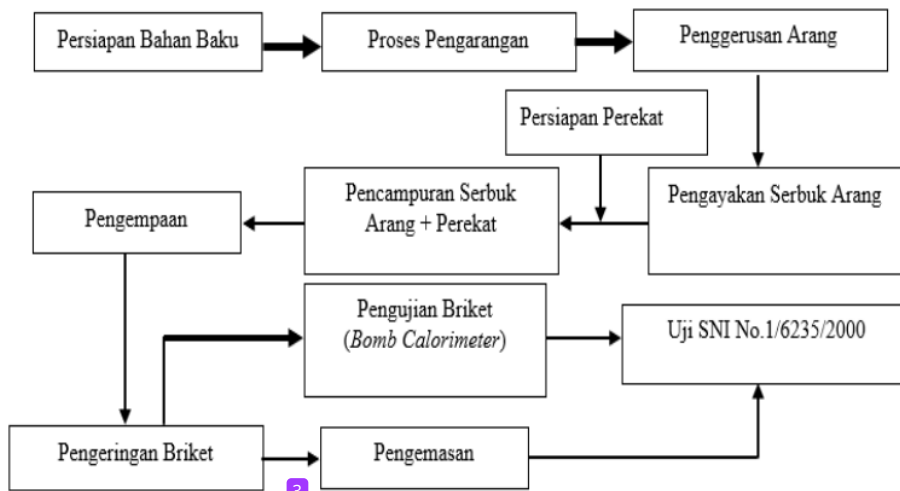 Persiapan Bahan Baku
Proses Pengarangan
Penggerusan Arang
Persiapan Perekat
Pengayakan Serbuk Arang
Pencampuran Serbuk
Arang + Perekat
Pengempaan
Pengujian Briket
(Bomb Calorimeter)
Uji SNI No.1/6235/2000
Pengeringan Briket
Pengemasan